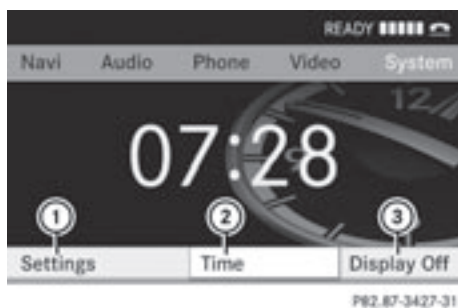 READY
Navi Audio Phone Video System
12
07:28
1 2 3
Settings Time Display Off
P82.87-3427-31